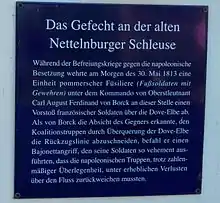 Das Gefecht an der alten
Nettelnburger Schleuse
Während der Befreiungskriege gegen die napoleonische
Besetzung wehrte am Morgen des 30. Mai 1813 eine
Einheit pommerscher Füsiliere (Fußsoldaten mit
Gewehren) unter dem Kommando von Oberstleutnant
Carl August Ferdinand von Borck an dieser Stelle einen
Vorstoß französischer Soldaten über die Dove-Elbe ab.
Als von Borck die Absicht des Gegners erkannte, den
Koalitionstruppen durch Überquerung der Dove-Elbe
die Rückzugslinie abzuschneiden, befahl er einen
Bajonettangriff, den seine Soldaten so vehement aus-
führten, dass die napoleonischen Truppen, trotz zahlen-
mäßiger Überlegenheit, unter erheblichen Verlusten
über den Fluss zurückweichen mussten.